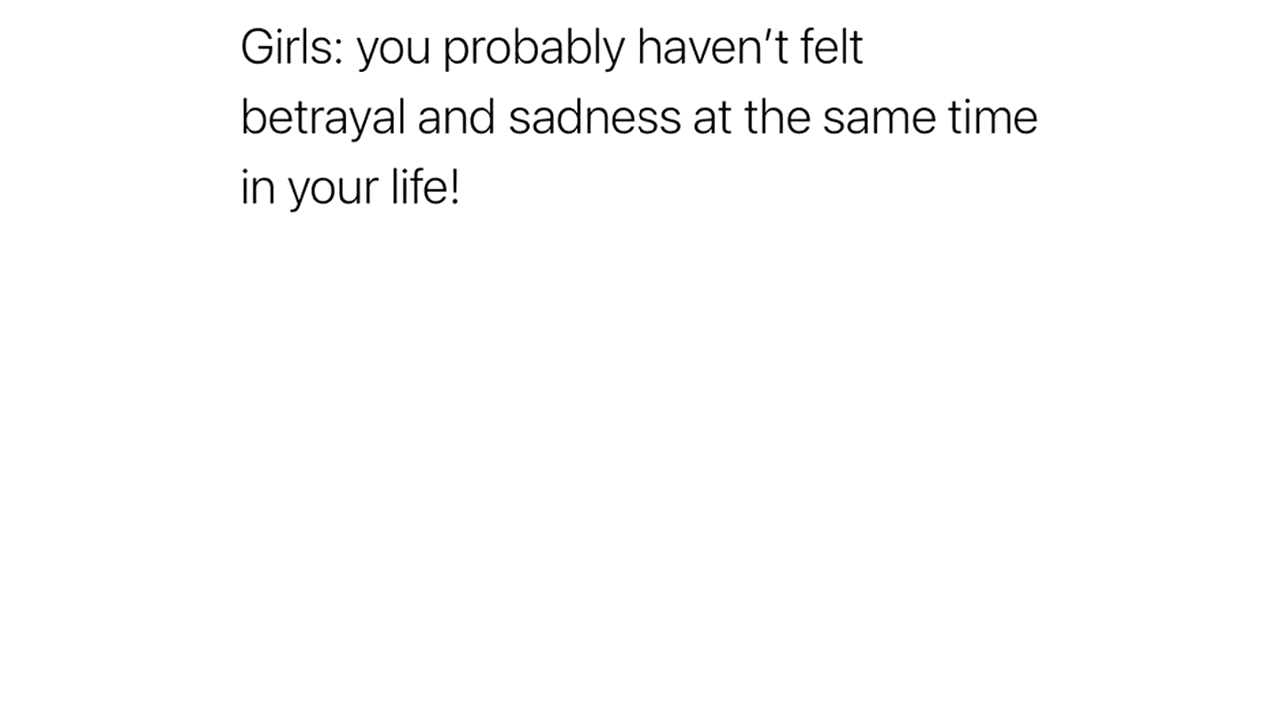 Girls: you probably haven’t felt
betrayal and sadness at the same time
in your life!